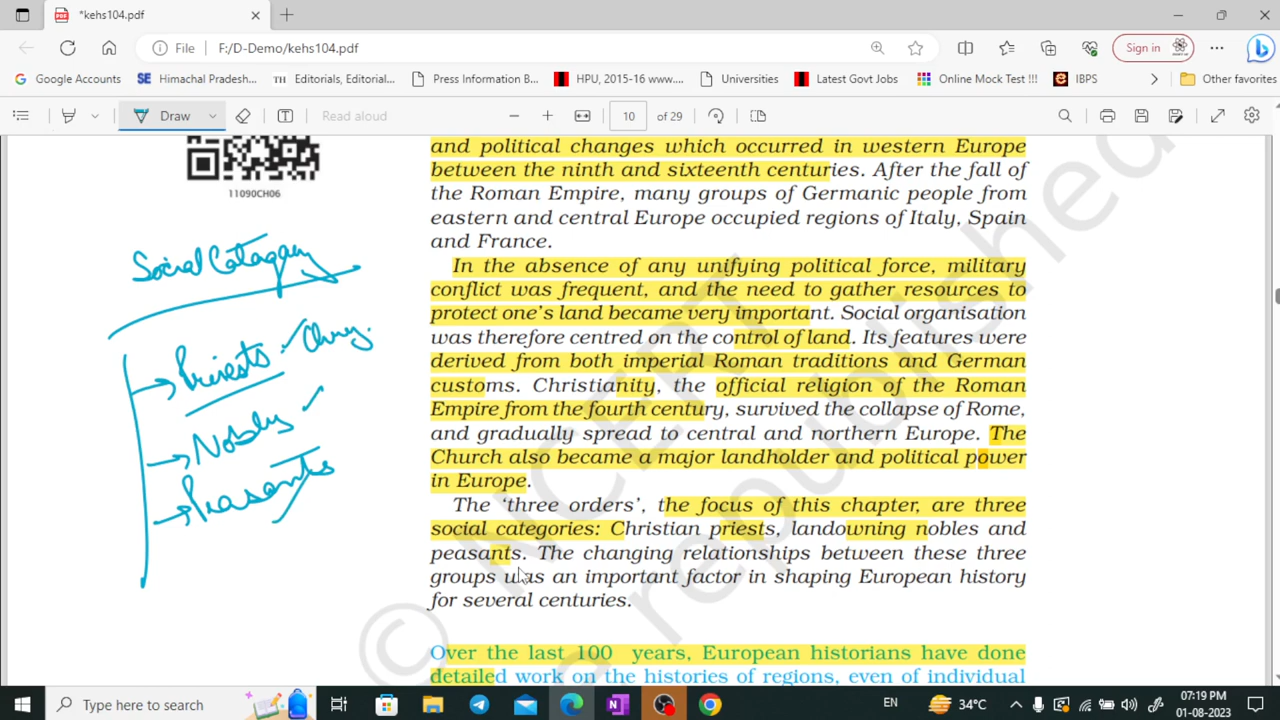 *kehs104.pdf
File F:/D-Demo/kehs104.pdf Sign in
Google Accounts Himachal Pradesh... Editorials, Editorial... Press Information B... HPU, 2015-16 www.... Universities Latest Govt Jobs Online Mock Test !!! IBPS Other favorites
Draw Read aloud 10 of 29
11090CH06
and political changes which occurred in western Europe
between the ninth and sixteenth centuries. After the fall of
the Roman Empire, many groups of Germanic people from
eastern and central Europe occupied regions of Italy, Spain
and France.
In the absence of any unifying political force, military
conflict was frequent, and the need to gather resources to
protect one's land became very important. Social organisation
was therefore centred on the control of land. Its features were
derived from both imperial Roman traditions and German
customs. Christianity, the official religion of the Roman
Empire from the fourth century, survived the collapse of Rome,
and gradually spread to central and northern Europe. The
Church also became a major landholder and political power
in Europe.
The 'three orders', the focus of this chapter, are three
social categories: Christian priests, landowning nobles and
peasants. The changing relationships between these three
groups was an important factor in shaping European history
for several centuries.
Over the last 100 years, European historians have done
detailed work on the histories of regions, even of individual
Social
Priests
Nobles
Peasants
© NCERT
republished
Type here to search EN 34°C 07:19 PM
01-08-2023